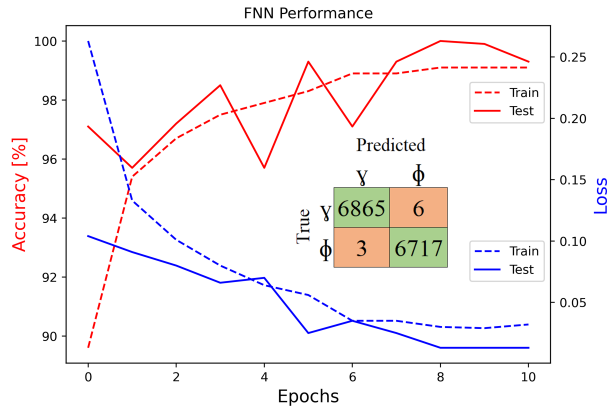 FNN Performance
Accuracy [%]
100
98
96
94
92
90
0.25
0.20
0.15
0.10
0.05
Loss
Train
Test
Predicted
ɣ ϕ
True
ɣ 6865 6
ϕ 3 6717
Train
Test
0 2 4 6 8 10
Epochs